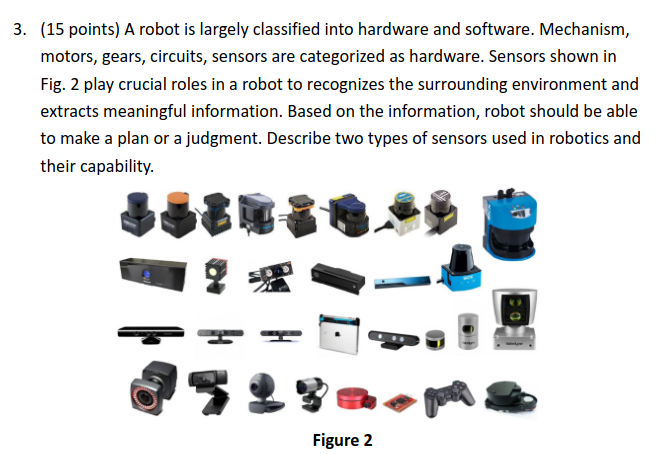 3. (15 points) A robot is largely classified into hardware and software. Mechanism,
motors, gears, circuits, sensors are categorized as hardware. Sensors shown in
Fig. 2 play crucial roles in a robot to recognizes the surrounding environment and
extracts meaningful information. Based on the information, robot should be able
to make a plan or a judgment. Describe two types of sensors used in robotics and
their capability.
Figure 2